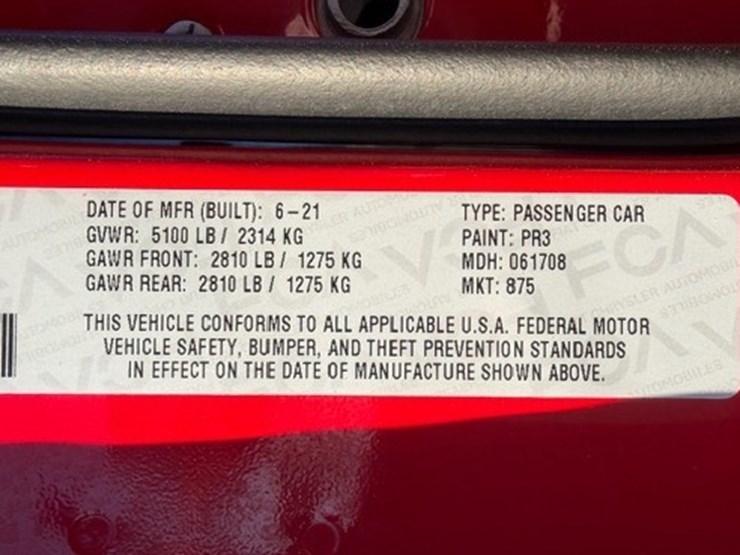 DATE OF MFR (BUILT): 6-21
GVWR: 5100 LB / 2314 KG
GAWR FRONT: 2810 LB / 1275 KG
GAWR REAR: 2810 LB / 1275 KG
TYPE: PASSENGER CAR
PAINT: PR3
MDH: 061708
MKT: 875
THIS VEHICLE CONFORMS TO ALL APPLICABLE U.S.A. FEDERAL MOTOR
VEHICLE SAFETY, BUMPER, AND THEFT PREVENTION STANDARDS
IN EFFECT ON THE DATE OF MANUFACTURE SHOWN ABOVE.
FCA